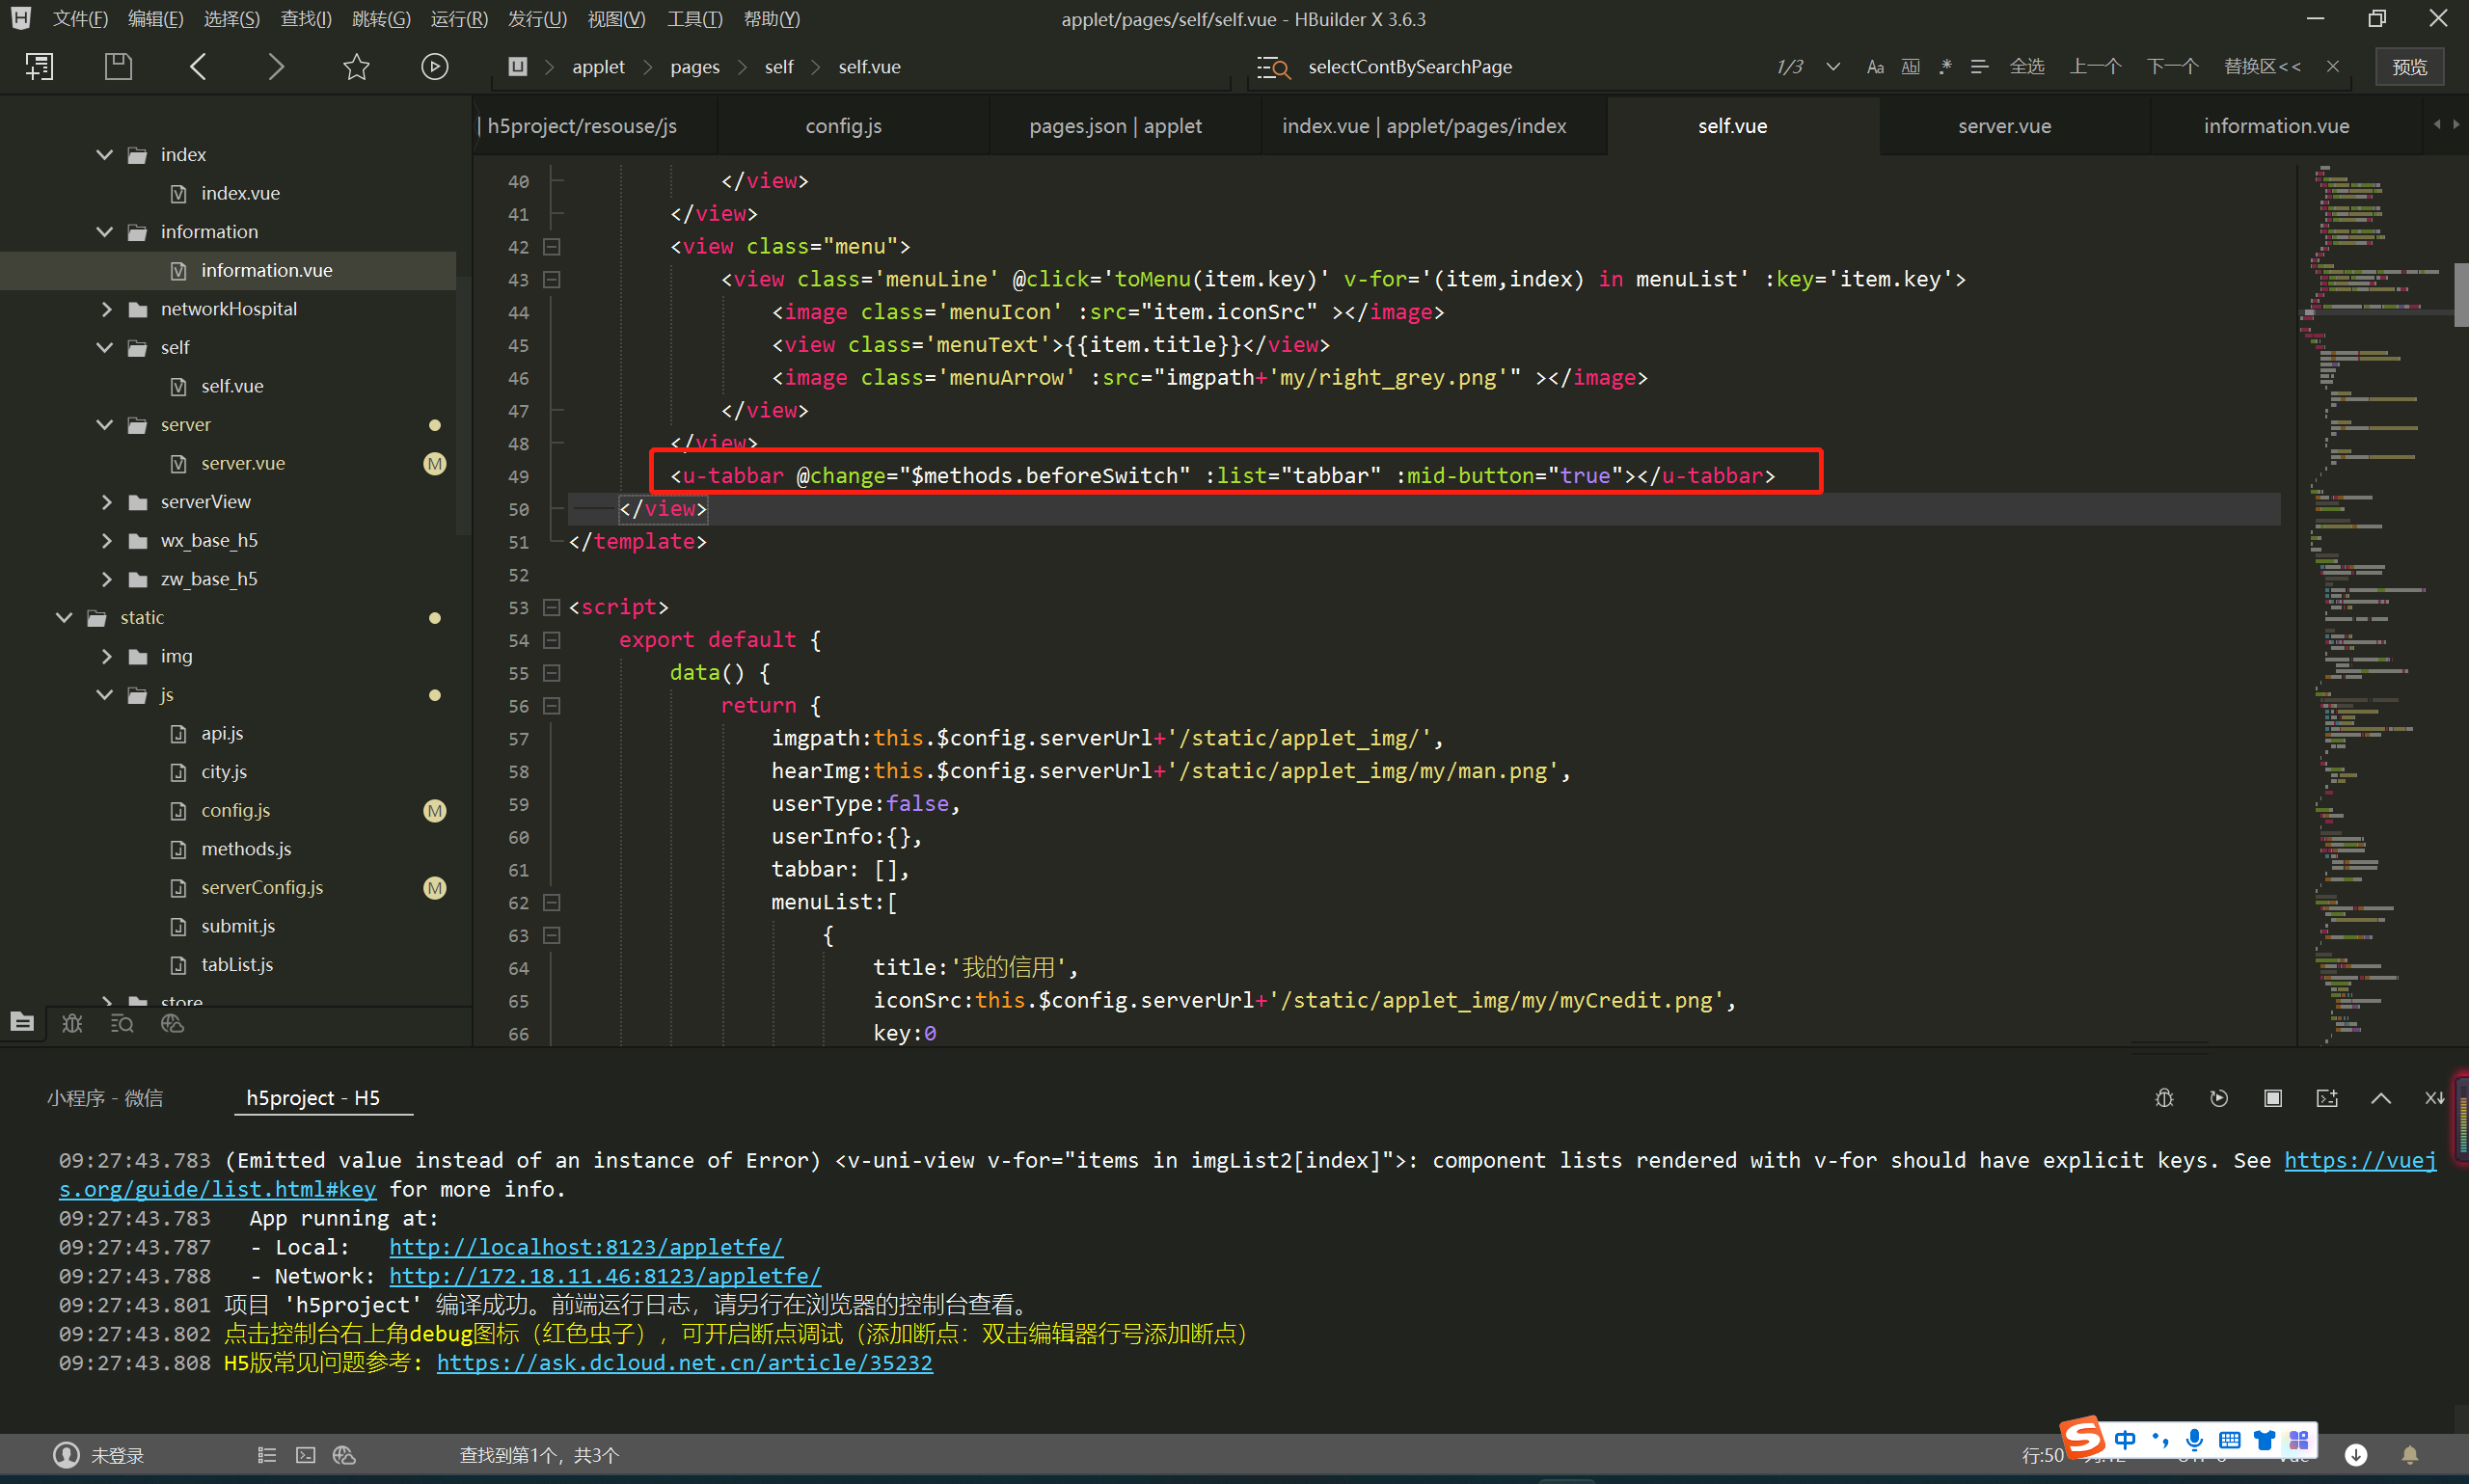 文件(F) 编辑(E) 选择(S) 查找(I) 跳转(G) 运行(R) 发行(U) 视图(V) 工具(T) 帮助(Y)
applet/pages/self/self.vue - HBuilder X 3.6.3
applet pages self self.vue
selectContBySearchPage
1/3 Aa Ab| .* 全选 上一个 下一个 替换区<< 预览
| h5project/resouse/js config.js pages.json | applet index.vue | applet/pages/index self.vue server.vue information.vue
index
index.vue
information
information.vue
networkHospital
self
self.vue
server
server.vue M
serverView
wx_base_h5
zw_base_h5
static
img
js
api.js
city.js
config.js M
methods.js
serverConfig.js M
submit.js
tabList.js
store
40 </view>
41 </view>
42 <view class="menu">
43 <view class='menuLine' @click='toMenu(item.key)' v-for='(item,index) in menuList' :key='item.key'>
44 <image class='menuIcon' :src="item.iconSrc" ></image>
45 <view class='menuText'>{{item.title}}</view>
46 <image class='menuArrow' :src="imgpath+'my/right_grey.png'" ></image>
47 </view>
48 </view>
49 <u-tabbar @change="$methods.beforeSwitch" :list="tabbar" :mid-button="true"></u-tabbar>
50 </view>
51 </template>
52
53 <script>
54 export default {
55 data() {
56 return {
57 imgpath:this.$config.serverUrl+'/static/applet_img/',
58 hearImg:this.$config.serverUrl+'/static/applet_img/my/man.png',
59 userType:false,
60 userInfo:{},
61 tabbar: [],
62 menuList:[
63 {
64 title:'我的信用',
65 iconSrc:this.$config.serverUrl+'/static/applet_img/my/myCredit.png',
66 key:0
小程序 - 微信 h5project - H5
09:27:43.783 (Emitted value instead of an instance of Error) <v-uni-view v-for="items in imgList2[index]">: component lists rendered with v-for should have explicit keys. See https://vuej
s.org/guide/list.html#key for more info.
09:27:43.783 App running at:
09:27:43.787 - Local: http://localhost:8123/appletfe/
09:27:43.788 - Network: http://172.18.11.46:8123/appletfe/
09:27:43.801 项目 'h5project' 编译成功。前端运行日志，请另行在浏览器的控制台查看。
09:27:43.802 点击控制台右上角debug图标（红色虫子），可开启断点调试（添加断点：双击编辑器行号添加断点）
09:27:43.808 H5版常见问题参考: https://ask.dcloud.net.cn/article/35232
未登录 查找到第1个，共3个 行:50
中